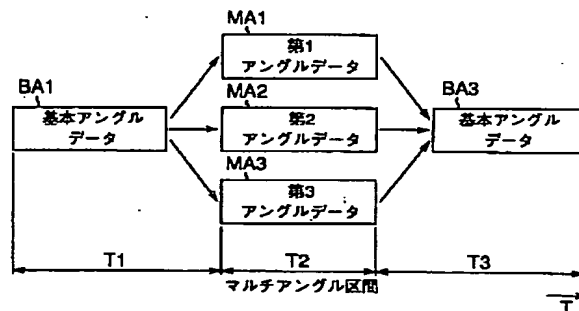 MA1
第1
アングルデータ
BA1
基本アングル
データ
MA2
第2
アングルデータ
BA3
基本アングル
データ
MA3
第3
アングルデータ
T1
T2
T3
マルチアングル区間
T